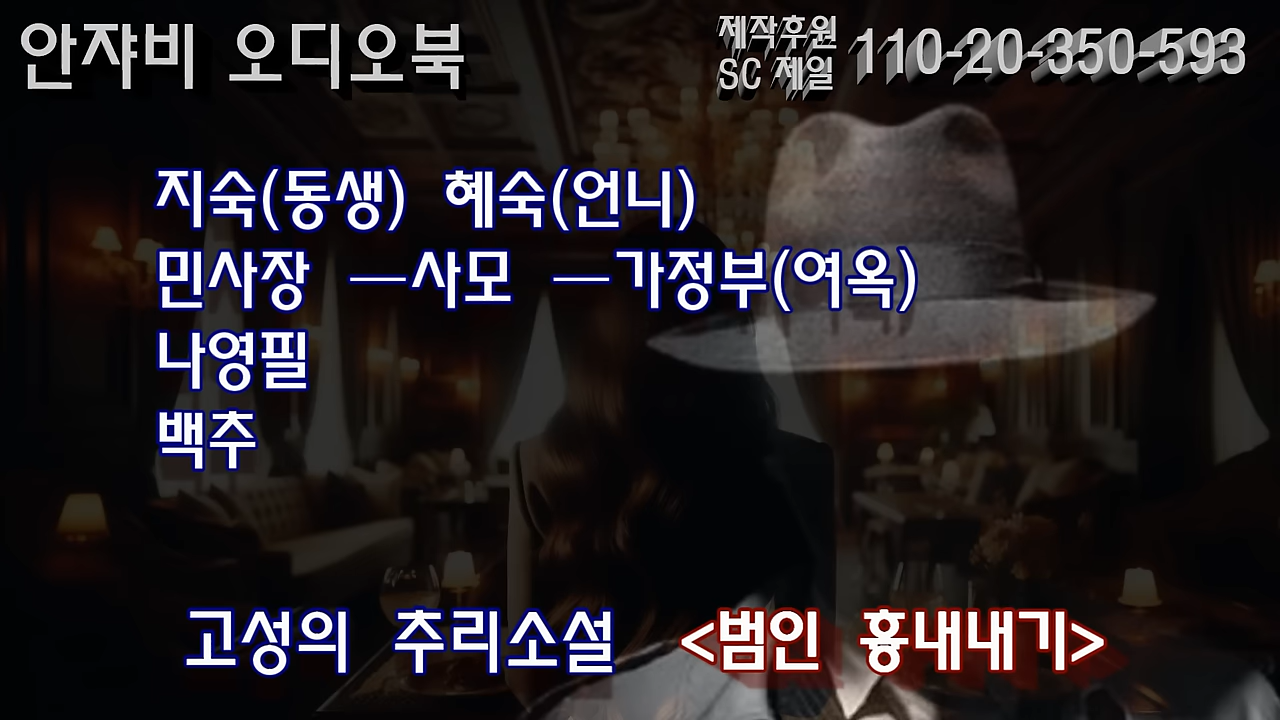 안쟈비 오디오북
제작후원
SC 제일
110-20-350-593
지숙(동생) 혜숙(언니)
민사장 —사모 —가정부(여옥)
나영필
백추
고성의 추리소설 <범인 흉내내기>